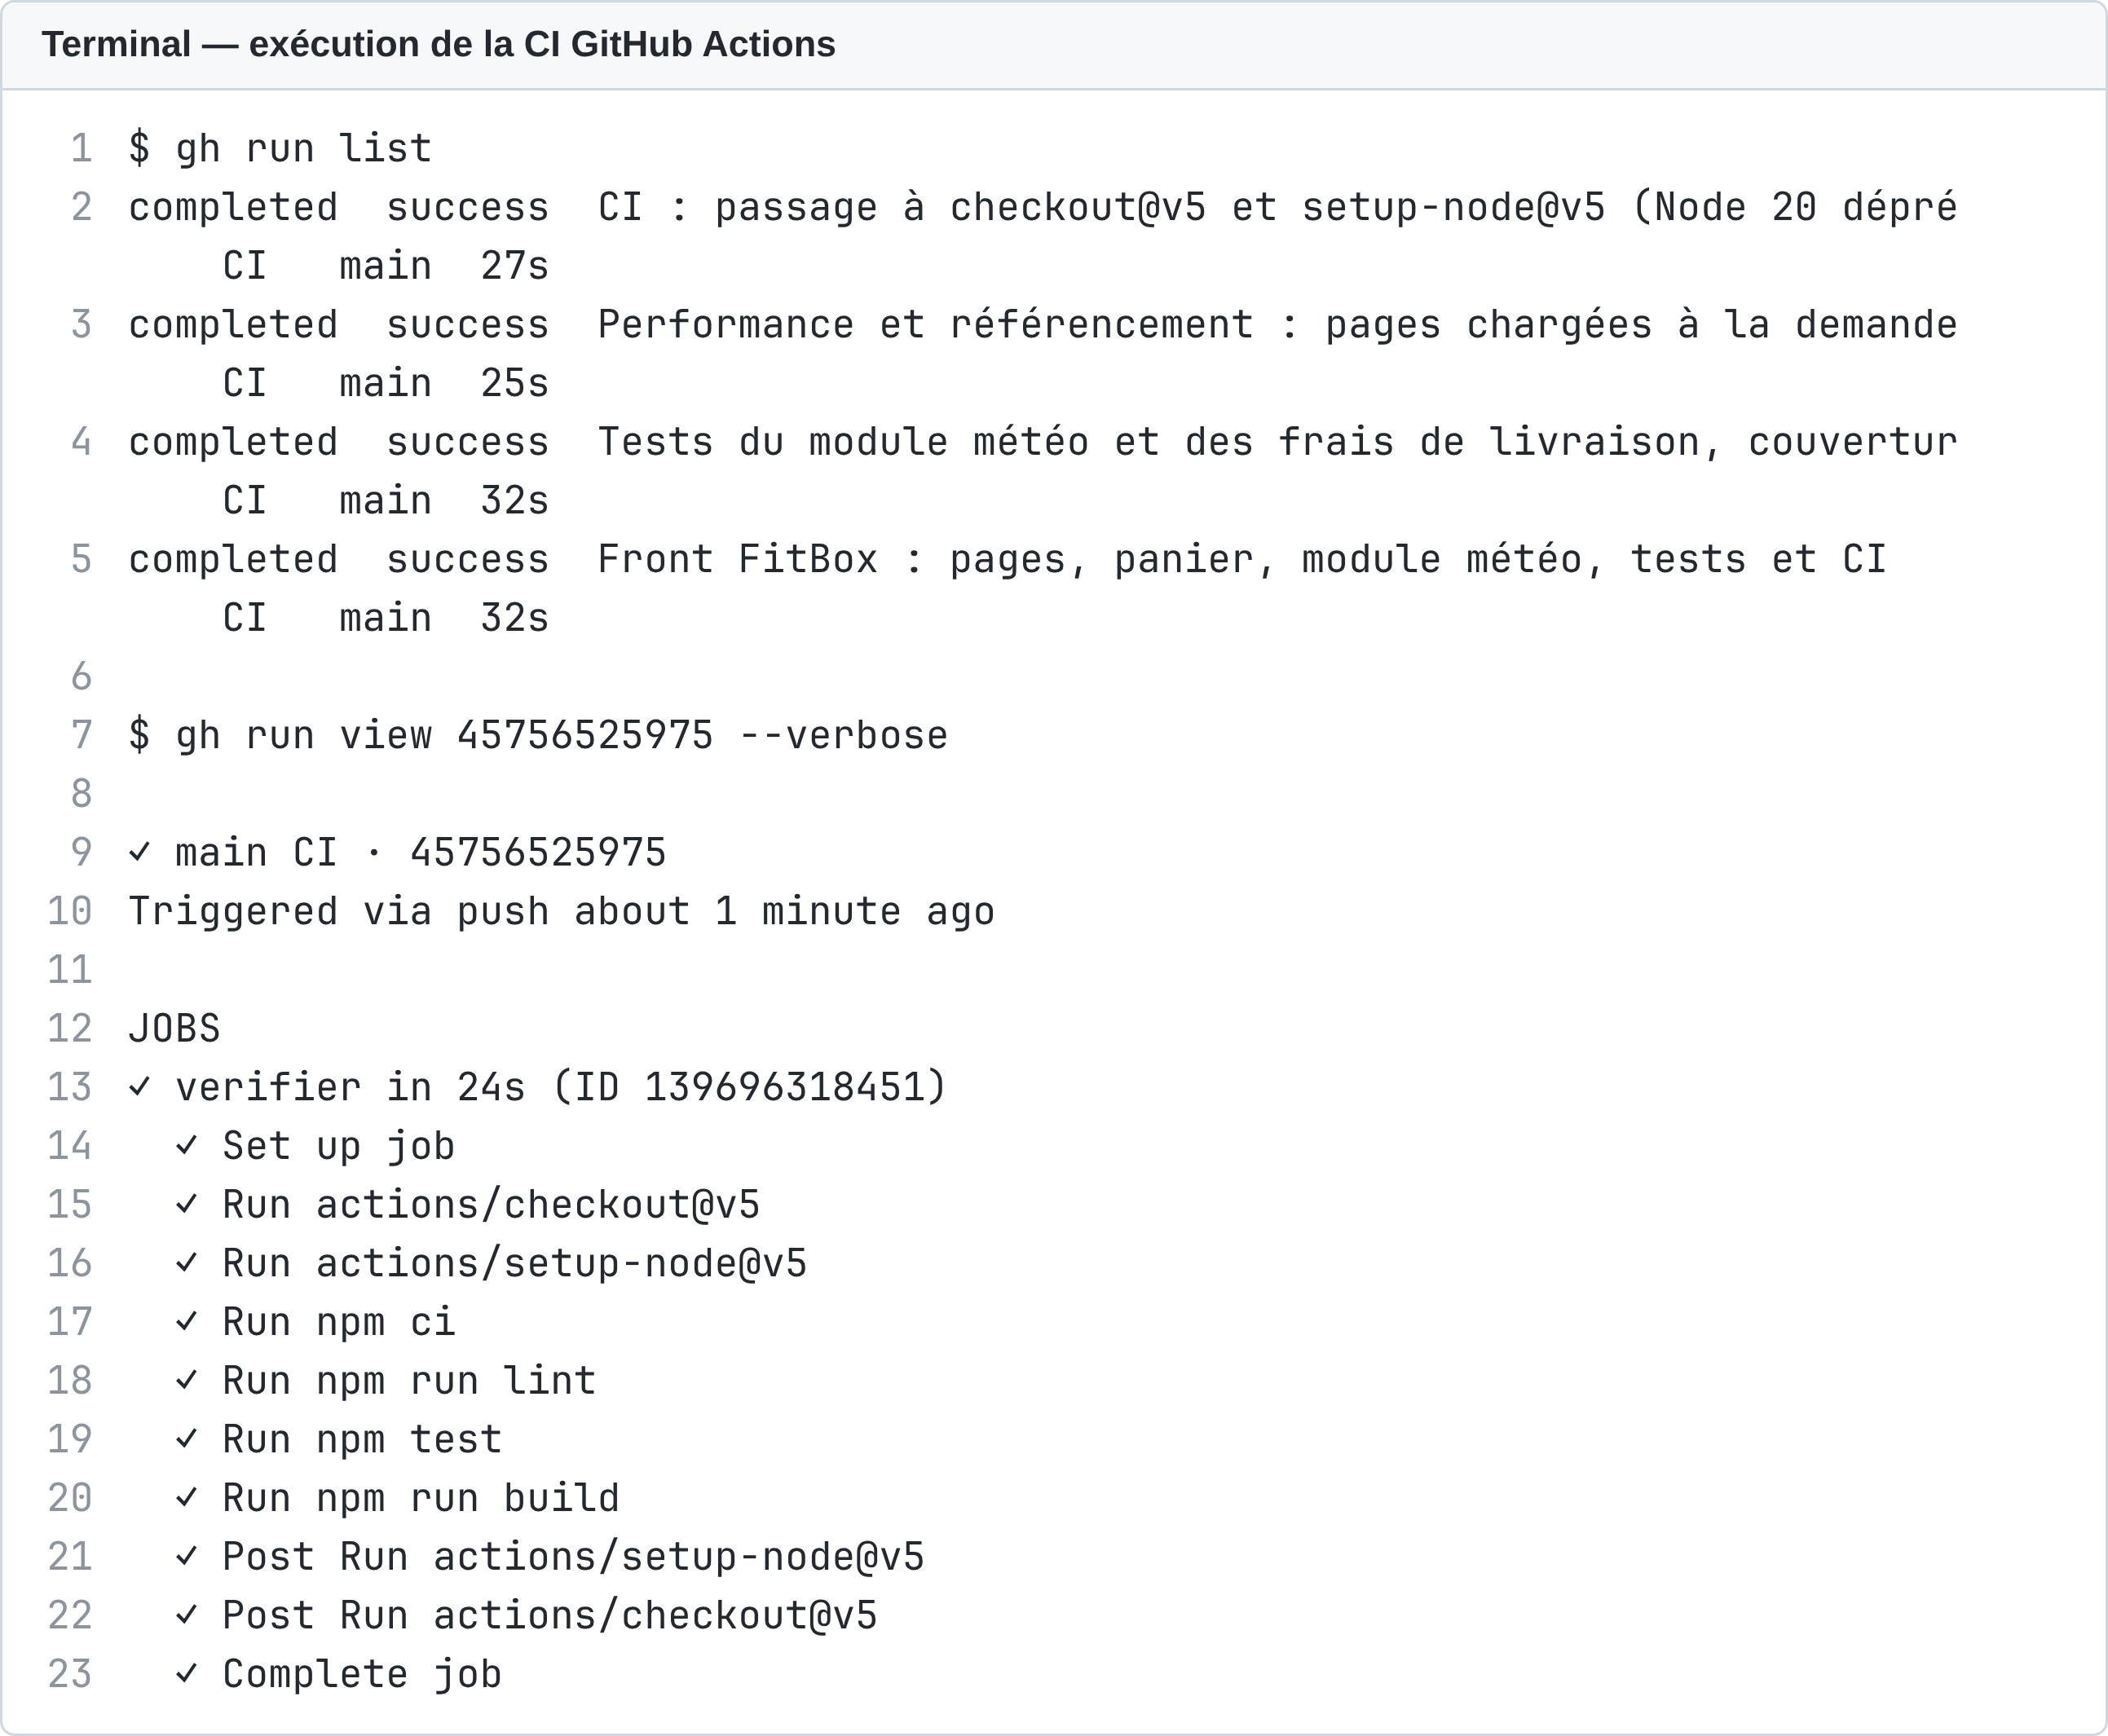 Terminal — exécution de la CI GitHub Actions
1 $ gh run list
2 completed  success  CI : passage à checkout@v5 et setup-node@v5 (Node 20 dépré
CI   main  27s
3 completed  success  Performance et référencement : pages chargées à la demande
CI   main  25s
4 completed  success  Tests du module météo et des frais de livraison, couvertur
CI   main  32s
5 completed  success  Front FitBox : pages, panier, module météo, tests et CI
CI   main  32s
6
7 $ gh run view 45756525975 --verbose
8
9 ✓ main CI · 45756525975
10 Triggered via push about 1 minute ago
11
12 JOBS
13 ✓ verifier in 24s (ID 139696318451)
14   ✓ Set up job
15   ✓ Run actions/checkout@v5
16   ✓ Run actions/setup-node@v5
17   ✓ Run npm ci
18   ✓ Run npm run lint
19   ✓ Run npm test
20   ✓ Run npm run build
21   ✓ Post Run actions/setup-node@v5
22   ✓ Post Run actions/checkout@v5
23   ✓ Complete job